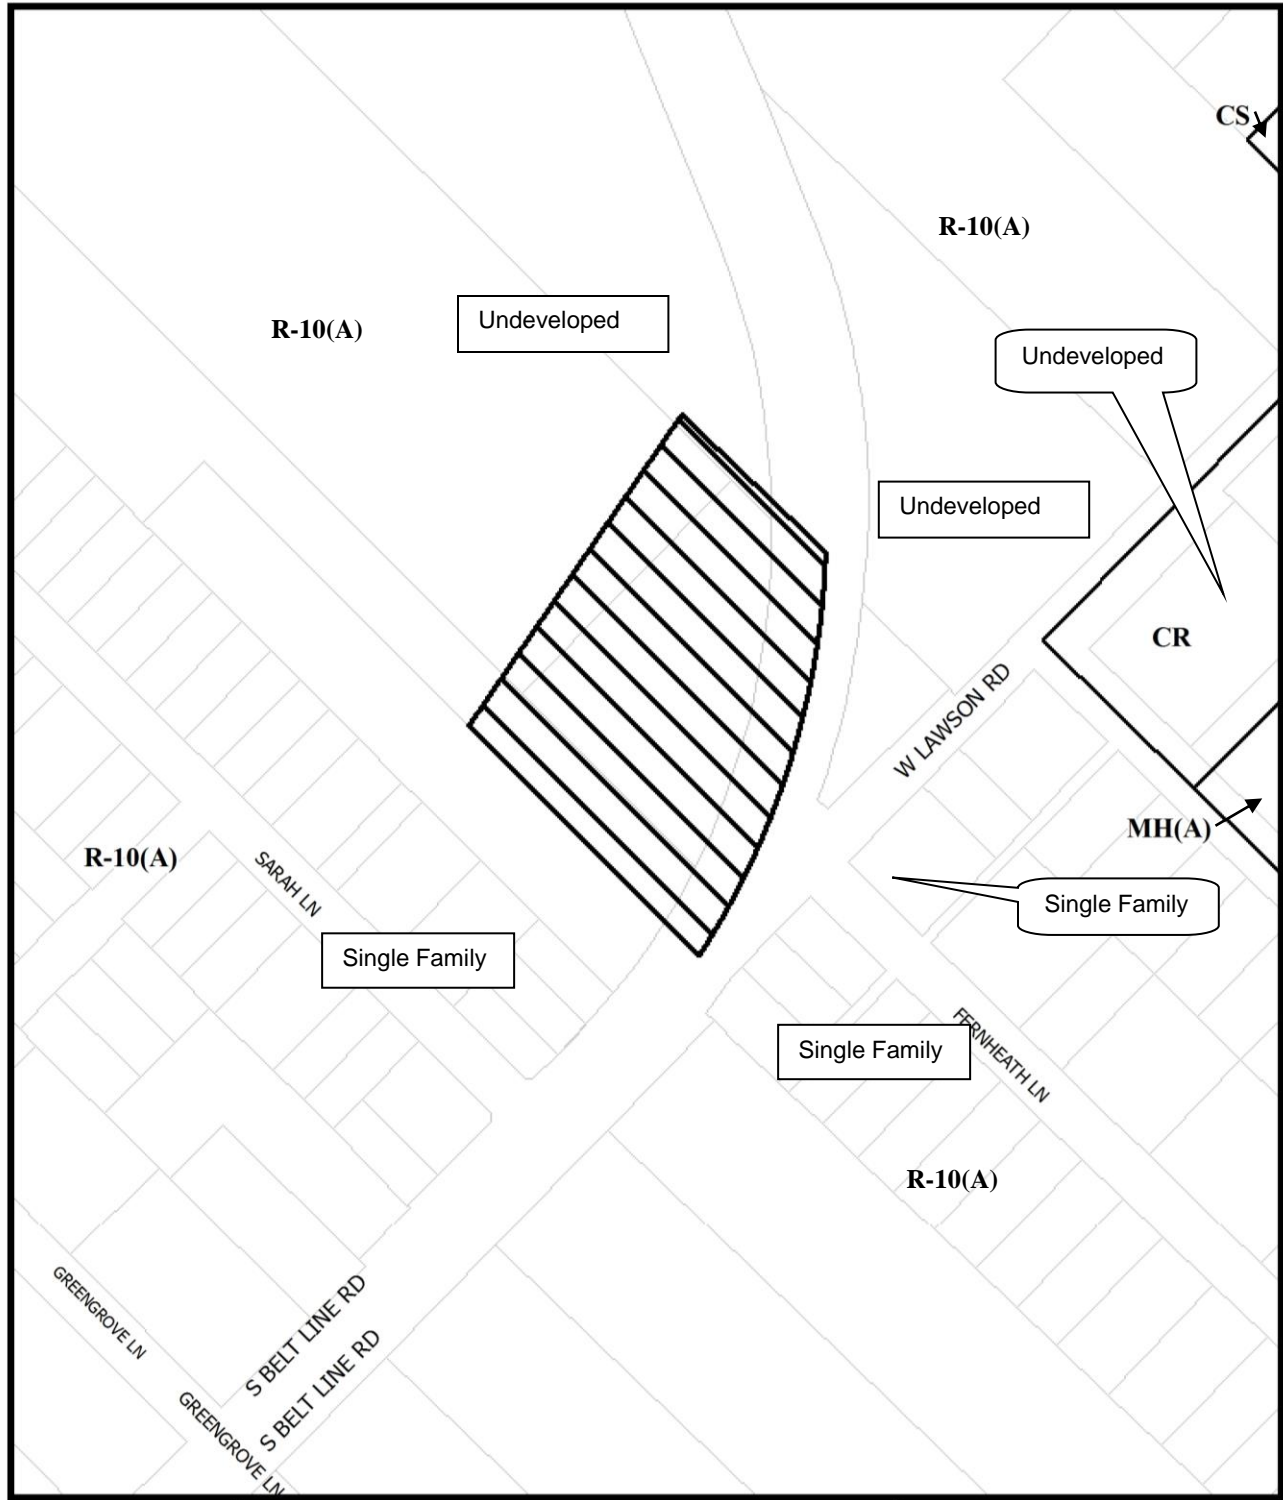 CS
R-10(A)
R-10(A)
Undeveloped
Undeveloped
Undeveloped
CR
W LAWSON RD
MH(A)
R-10(A)
SARAH LN
Single Family
Single Family
Single Family
FERNHEATH LN
R-10(A)
GREENGROVE LN
S BELT LINE RD
S BELT LINE RD
GREENGROVE LN